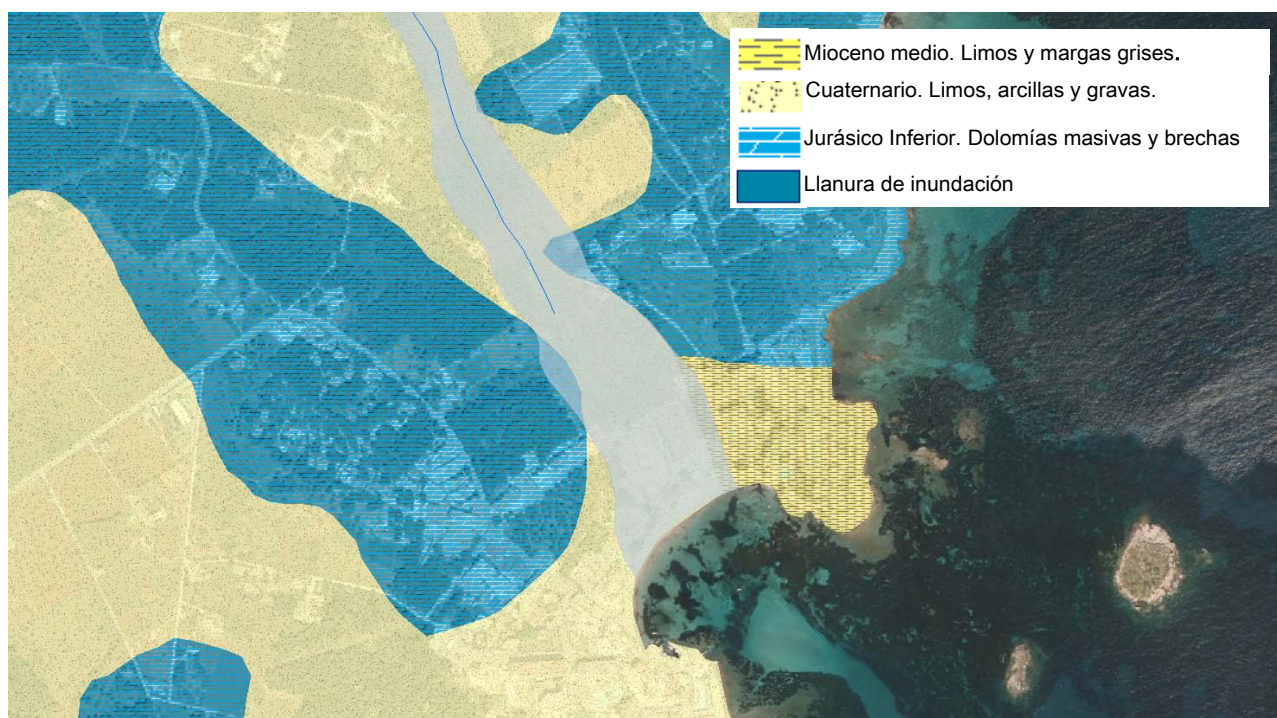 Mioceno medio. Limos y margas grises.
Cuaternario. Limos, arcillas y gravas.
Jurásico Inferior. Dolomías masivas y brechas
Llanura de inundación